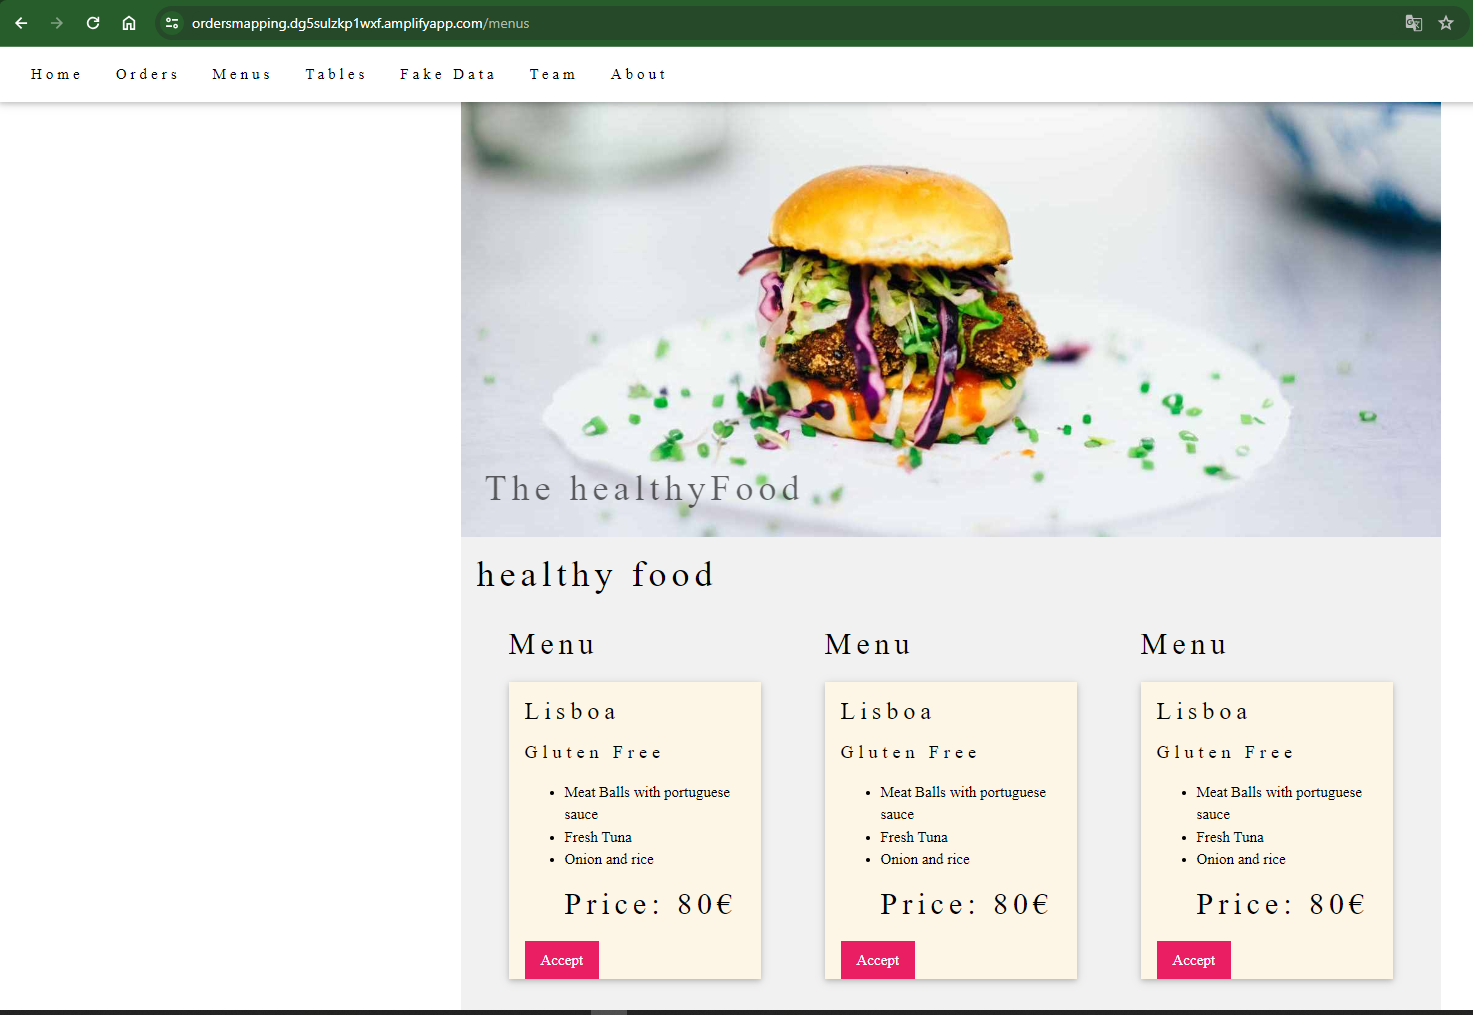 ordersmapping.dg5sulzkp1wxf.amplifyapp.com/menus
Home Orders Menus Tables Fake Data Team About
The healthyFood
healthy food
Menu
Lisboa
Gluten Free
Meat Balls with portuguese
sauce
Fresh Tuna
Onion and rice
Price: 80€
Accept
Menu
Lisboa
Gluten Free
Meat Balls with portuguese
sauce
Fresh Tuna
Onion and rice
Price: 80€
Accept
Menu
Lisboa
Gluten Free
Meat Balls with portuguese
sauce
Fresh Tuna
Onion and rice
Price: 80€
Accept